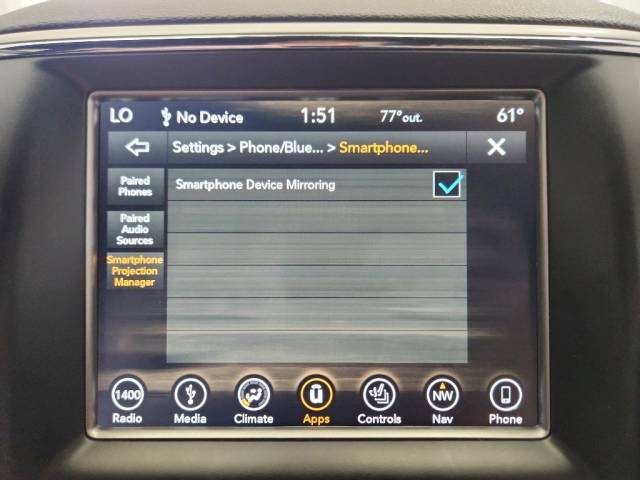 LO No Device 1:51 77°out. 61°
Settings > Phone/Blue... > Smartphone...
Paired
Phones
Smartphone Device Mirroring
Paired
Audio
Sources
Smartphone
Projection
Manager
1400 NW
Radio Media Climate Apps Controls Nav Phone